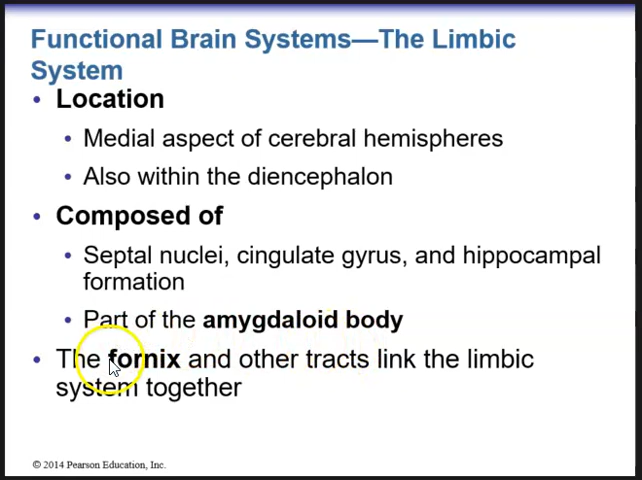 Functional Brain Systems—The Limbic
System
• Location
• Medial aspect of cerebral hemispheres
• Also within the diencephalon
• Composed of
• Septal nuclei, cingulate gyrus, and hippocampal
formation
• Part of the amygdaloid body
• The fornix and other tracts link the limbic
system together
© 2014 Pearson Education, Inc.